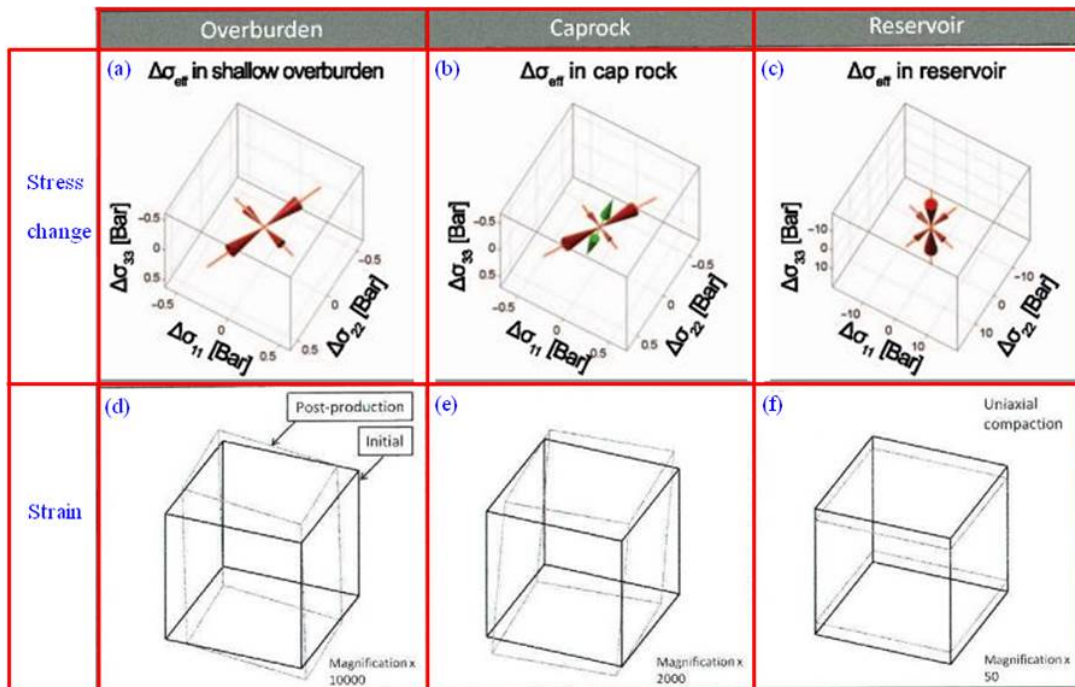 Overburden
Caprock
Reservoir
Stress
change
(a)
Δσeff in shallow overburden
Δσ33 [Bar]
-0.5
0
0.5
-0.5
0
0.5
Δσ11 [Bar]
-0.5
0
0.5
Δσ22 [Bar]
(b)
Δσeff in cap rock
Δσ33 [Bar]
-0.5
0
0.5
-0.5
0
0.5
Δσ11 [Bar]
-0.5
0
0.5
Δσ22 [Bar]
(c)
Δσeff in reservoir
Δσ33 [Bar]
-10
0
10
-10
0
10
Δσ11 [Bar]
-10
0
10
Δσ22 [Bar]
Strain
(d)
Post-production
Initial
Magnification x
10000
(e)
Magnification x
2000
(f)
Uniaxial
compaction
Magnification x
50